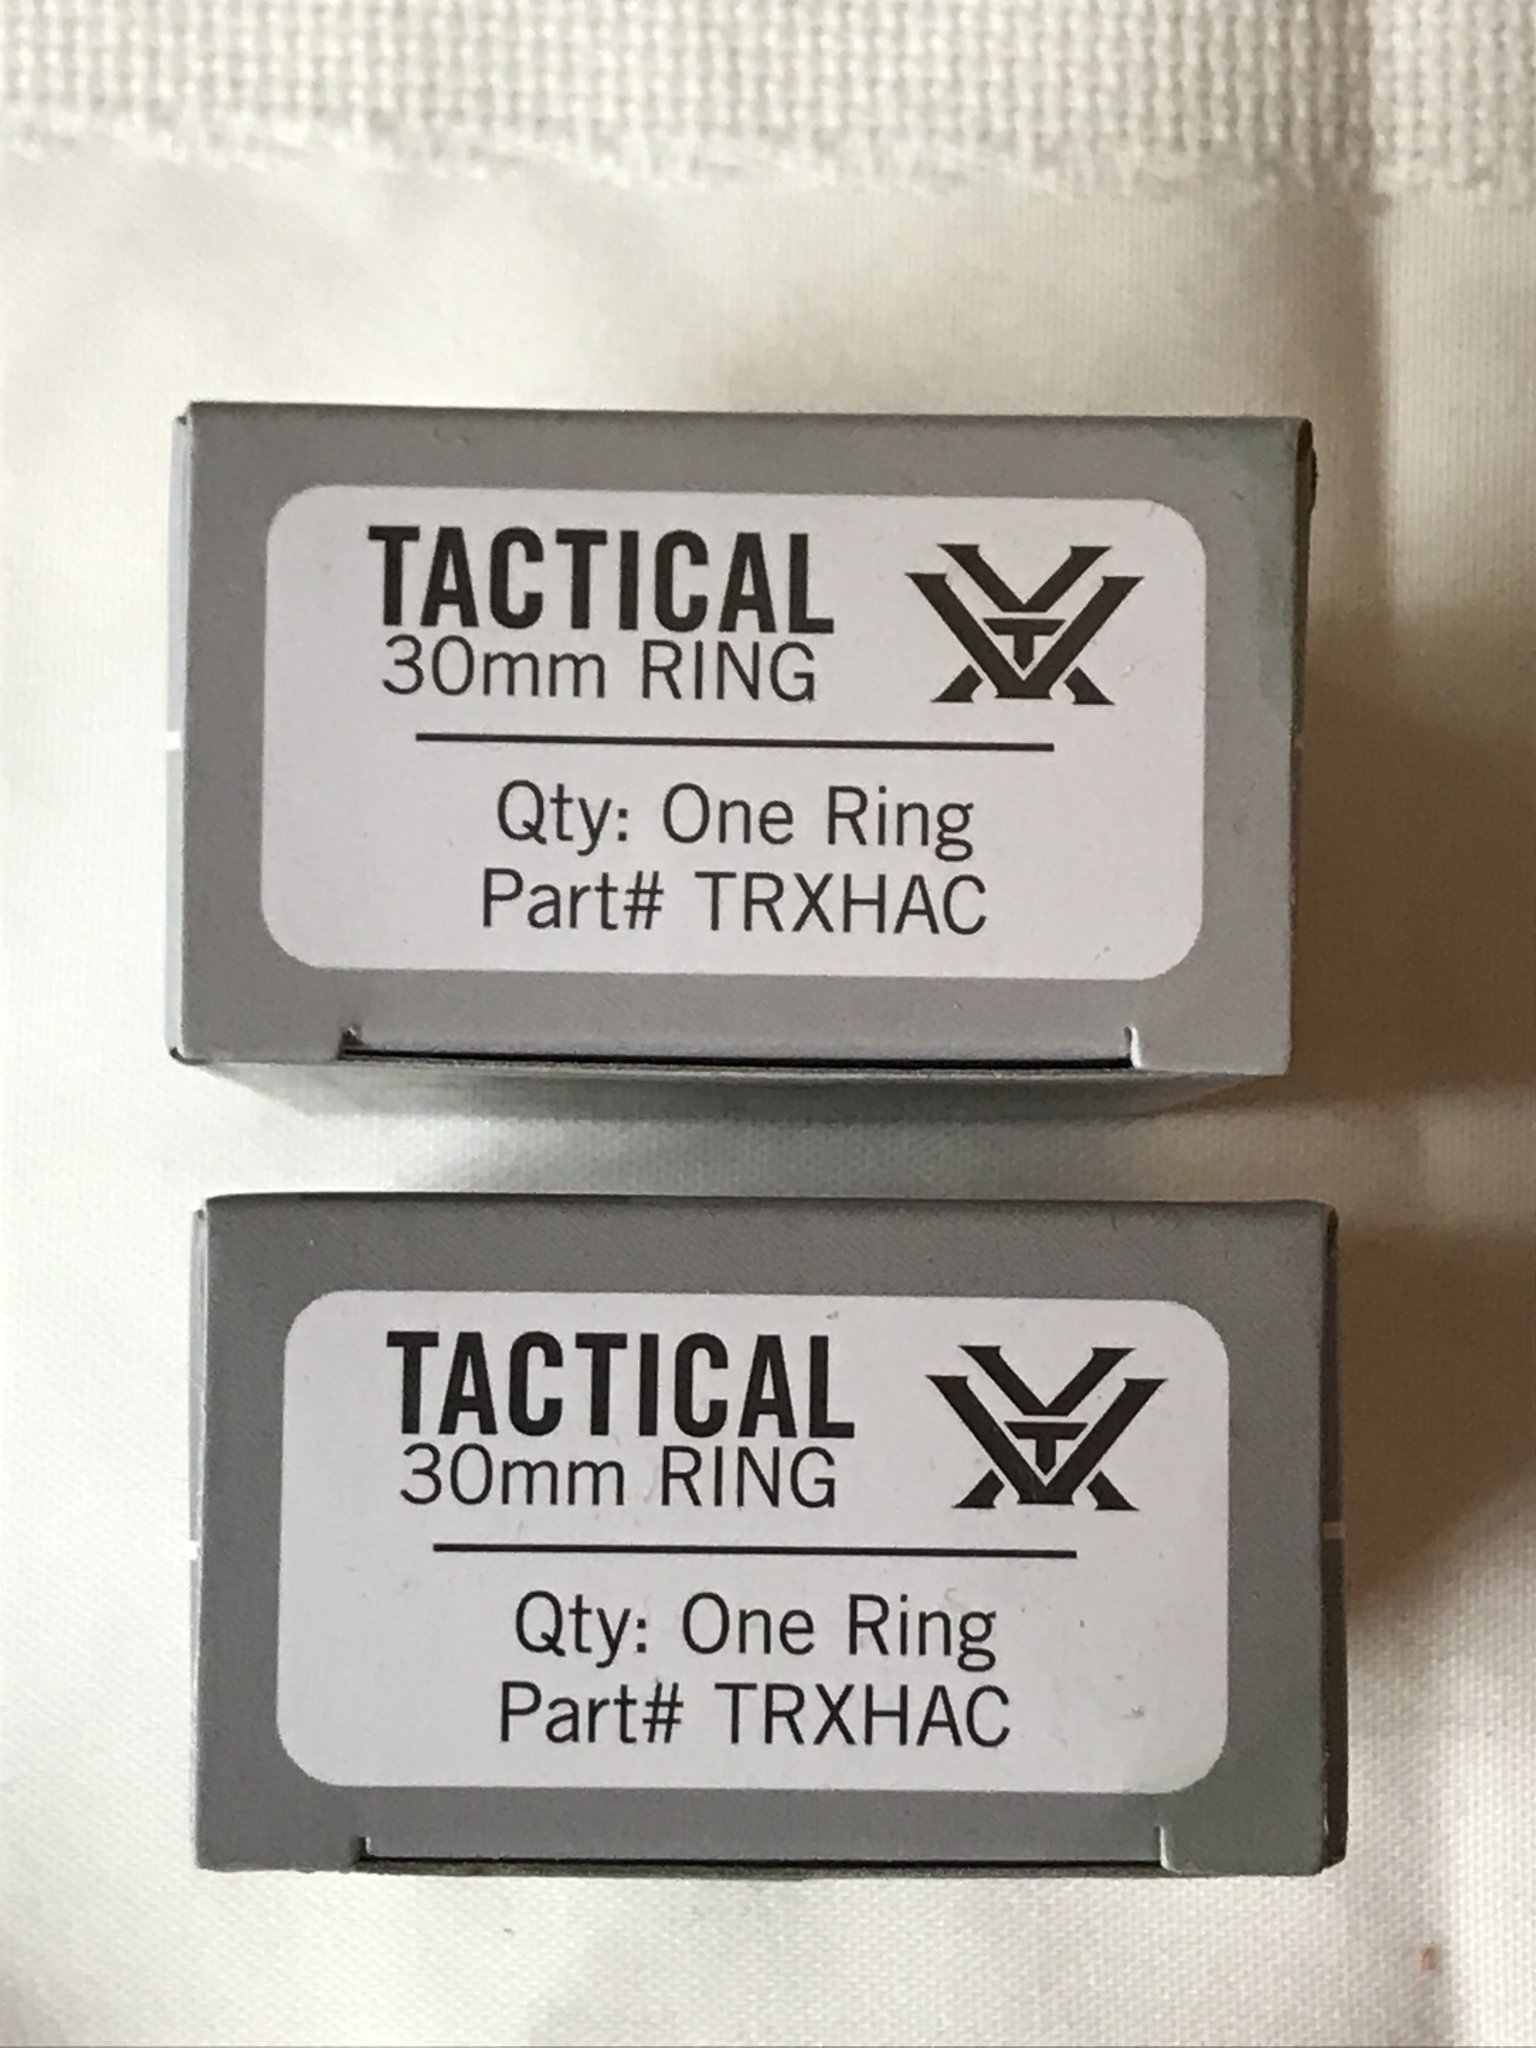 TACTICAL
30mm RING
Qty: One Ring
Part# TRXHAC
TACTICAL
30mm RING
Qty: One Ring
Part# TRXHAC